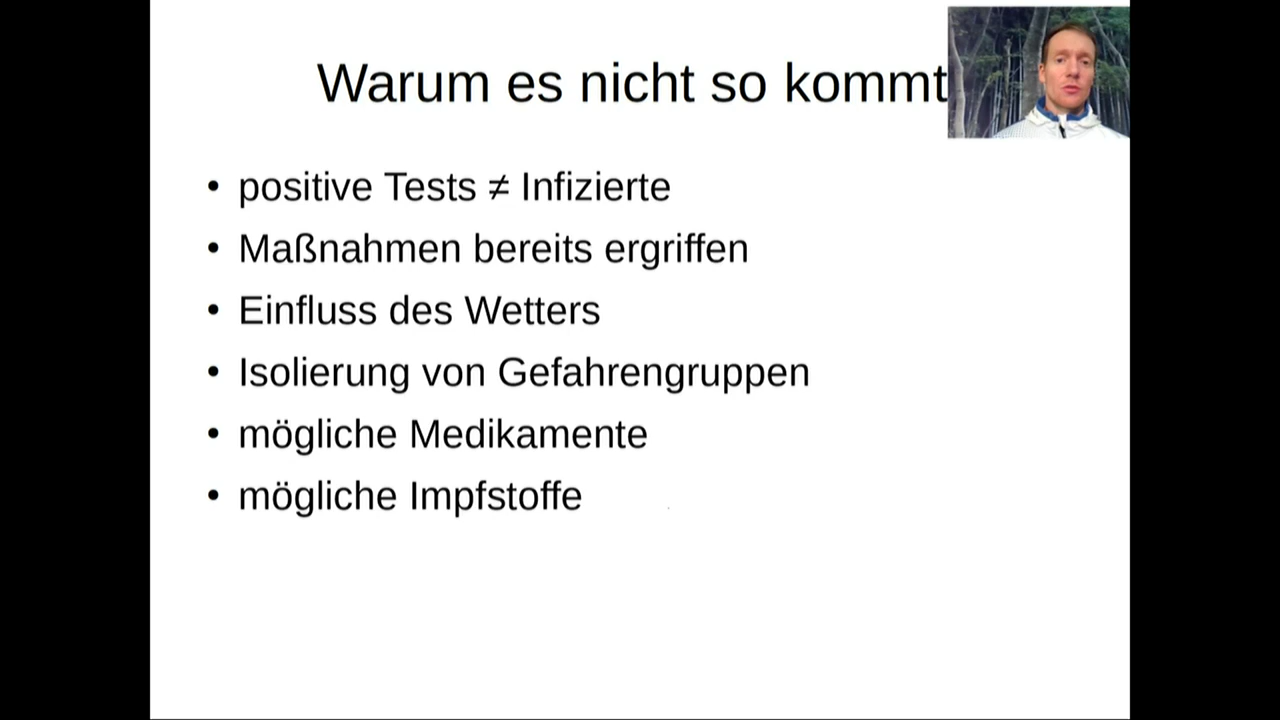 Warum es nicht so kommt
• positive Tests ≠ Infizierte
• Maßnahmen bereits ergriffen
• Einfluss des Wetters
• Isolierung von Gefahrengruppen
• mögliche Medikamente
• mögliche Impfstoffe